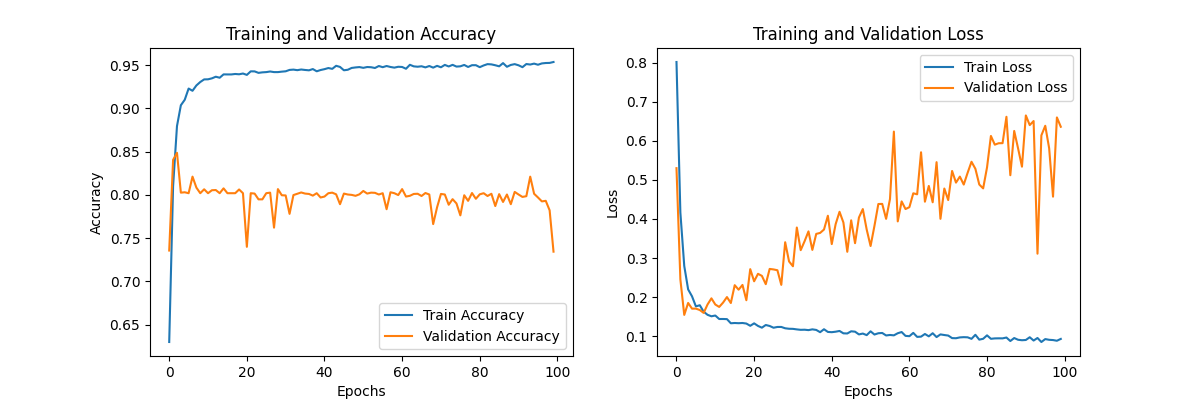 Training and Validation Accuracy
Accuracy
0.95
0.90
0.85
0.80
0.75
0.70
0.65
0 20 40 60 80 100
Epochs
Train Accuracy
Validation Accuracy
Training and Validation Loss
Loss
0.8
0.7
0.6
0.5
0.4
0.3
0.2
0.1
0 20 40 60 80 100
Epochs
Train Loss
Validation Loss